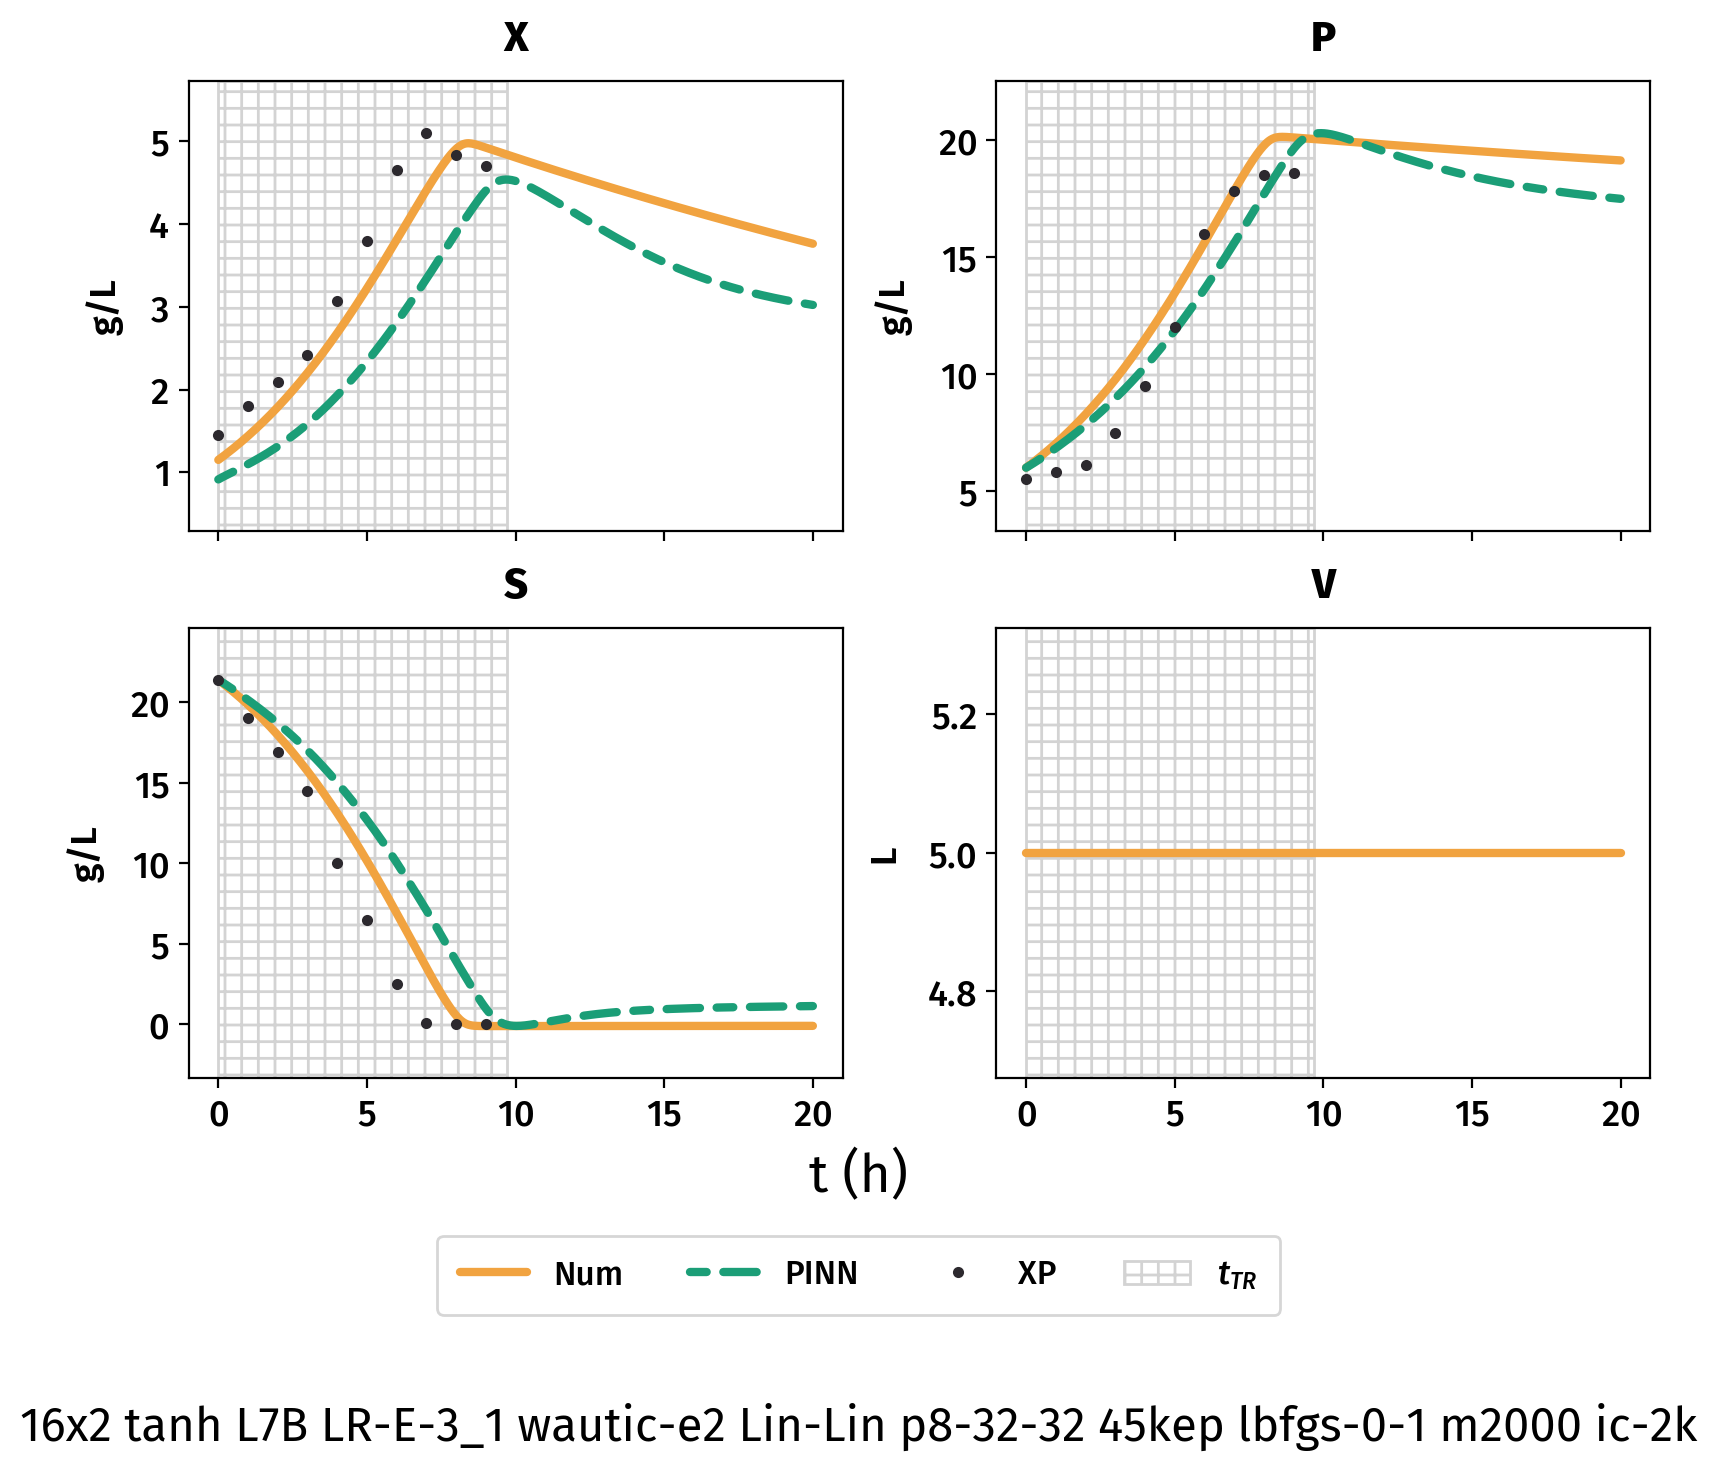 X
P
5
4
3
2
1
g/L
20
15
10
5
g/L
S
V
20
15
10
5
0
g/L
5.2
5.0
4.8
L
0 5 10 15 20
0 5 10 15 20
t (h)
Num PINN XP tTR
16x2 tanh L7B LR-E-3_1 wautic-e2 Lin-Lin p8-32-32 45kep lbfgs-0-1 m2000 ic-2k